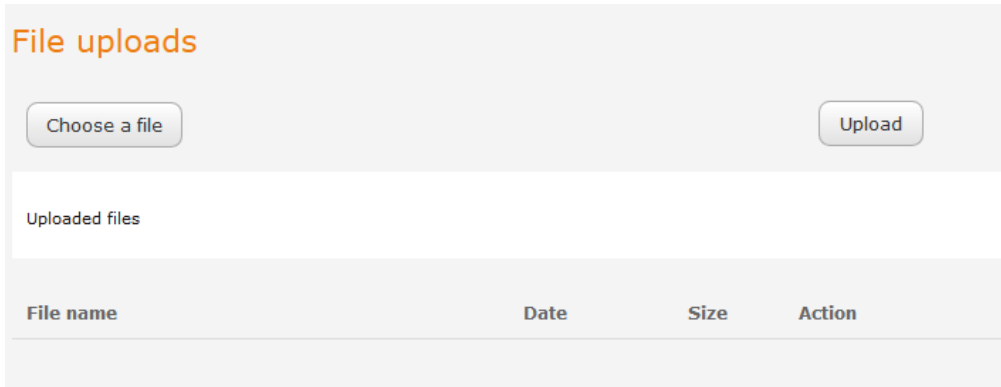 File uploads
Choose a file Upload
Uploaded files
File name Date Size Action